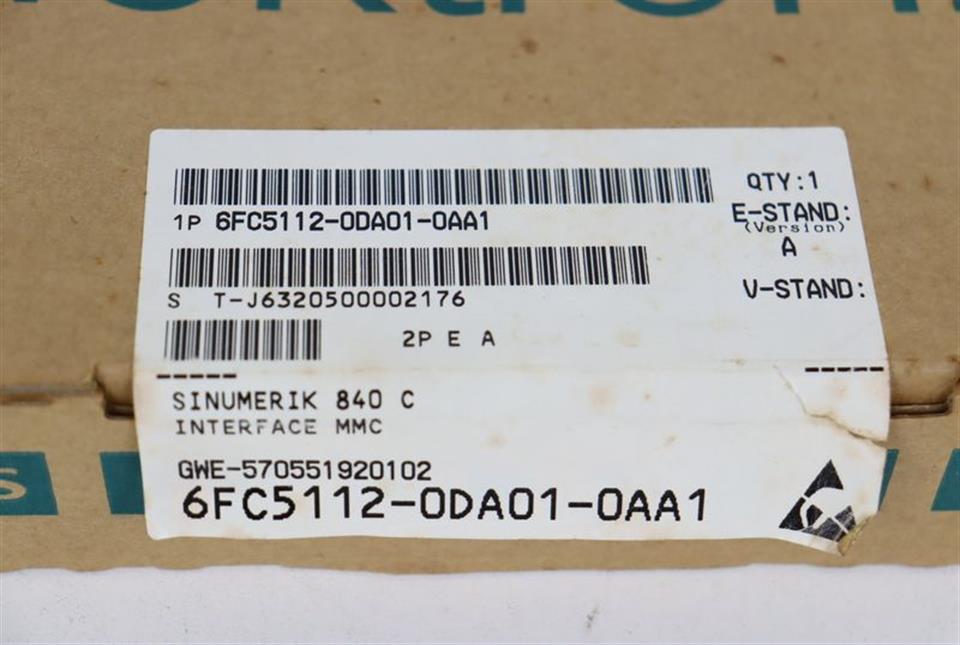 1P 6FC5112-0DA01-0AA1
QTY:1
E-STAND:
(Version)
A
S T-J6320500002176
V-STAND:
2P E A
SINUMERIK 840 C
INTERFACE MMC
GWE-570551920102
6FC5112-0DA01-0AA1